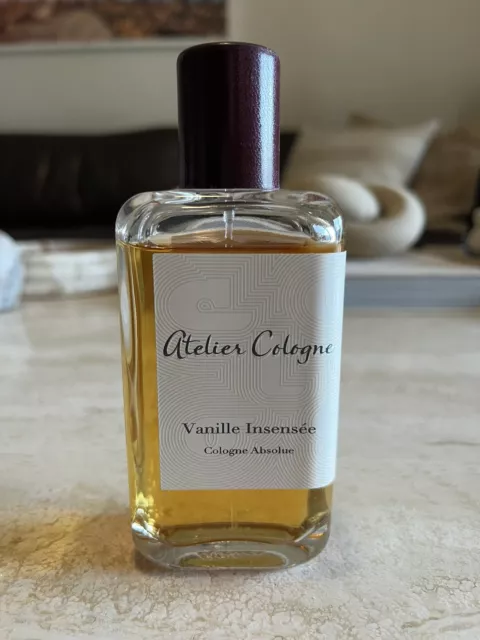 Atelier Cologne
Vanille Insensée
Cologne Absolue